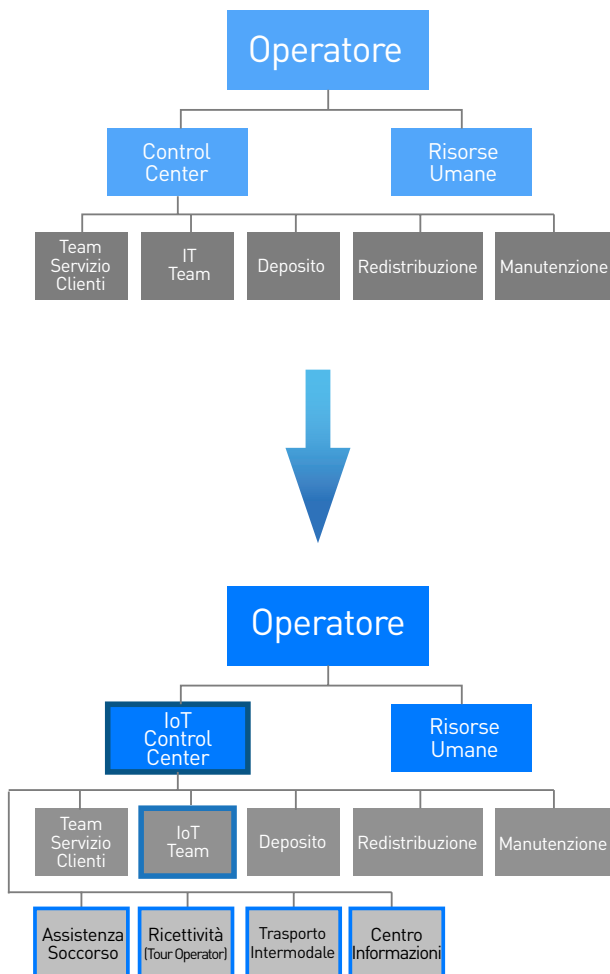 Operatore
Control
Center
Risorse
Umane
Team
Servizio
Clienti
IT
Team
Deposito
Redistribuzione
Manutenzione
Operatore
IoT
Control
Center
Risorse
Umane
Team
Servizio
Clienti
IoT
Team
Deposito
Redistribuzione
Manutenzione
Assistenza
Soccorso
Ricettività
(Tour Operator)
Trasporto
Intermodale
Centro
Informazioni